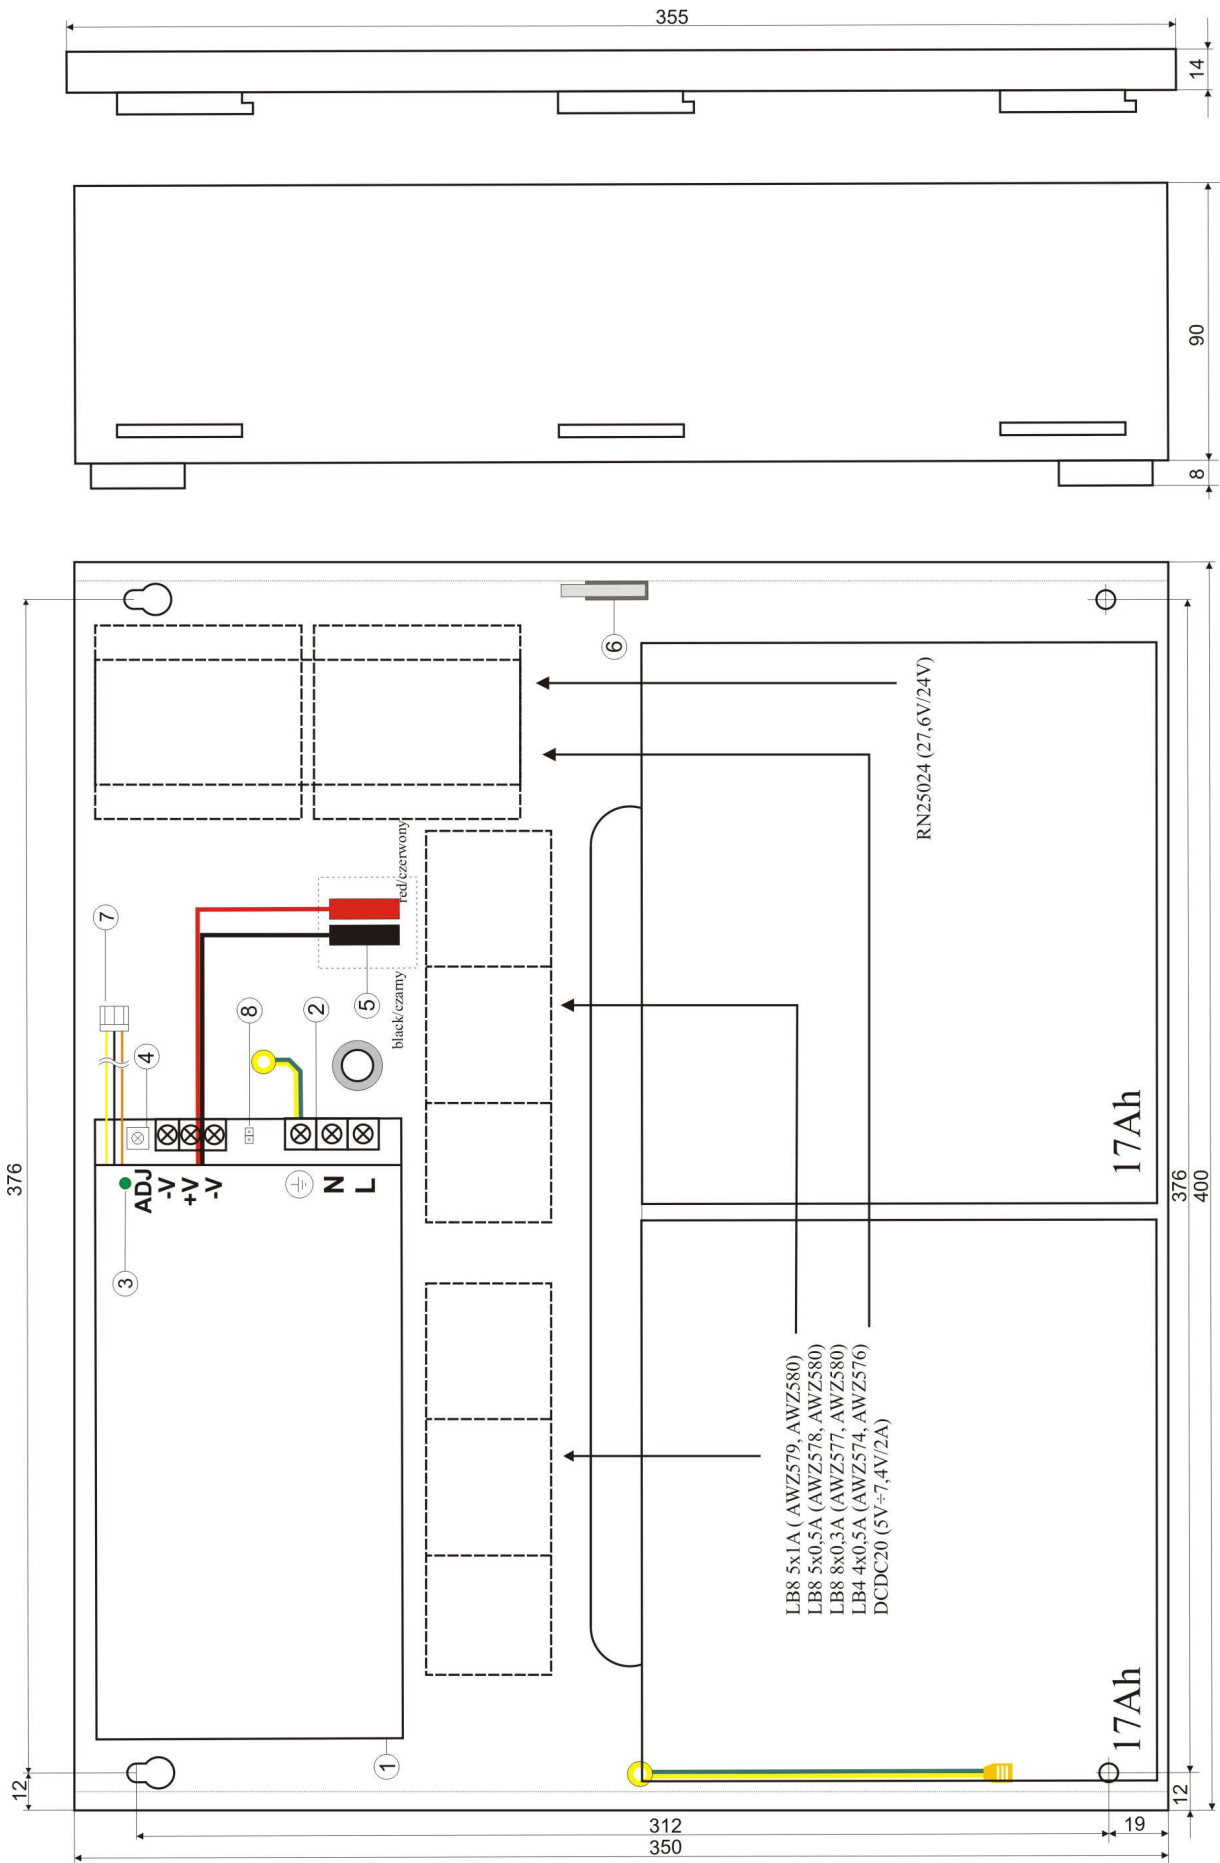 355
14
90
8
376
12
7
4
3
ADJ
-V
+V
-V
8
2
N
L
5
red/czerwony
black/czarny
6
1
RN25024 (27,6V/24V)
LB8 5x1A ( AWZ579, AWZ580)
LB8 5x0,5A (AWZ578, AWZ580)
LB8 8x0,3A (AWZ577, AWZ580)
LB4 4x0,5A (AWZ574, AWZ576)
DCDC20 (5V÷7,4V/2A)
17Ah
17Ah
376
400
12
312
19
350